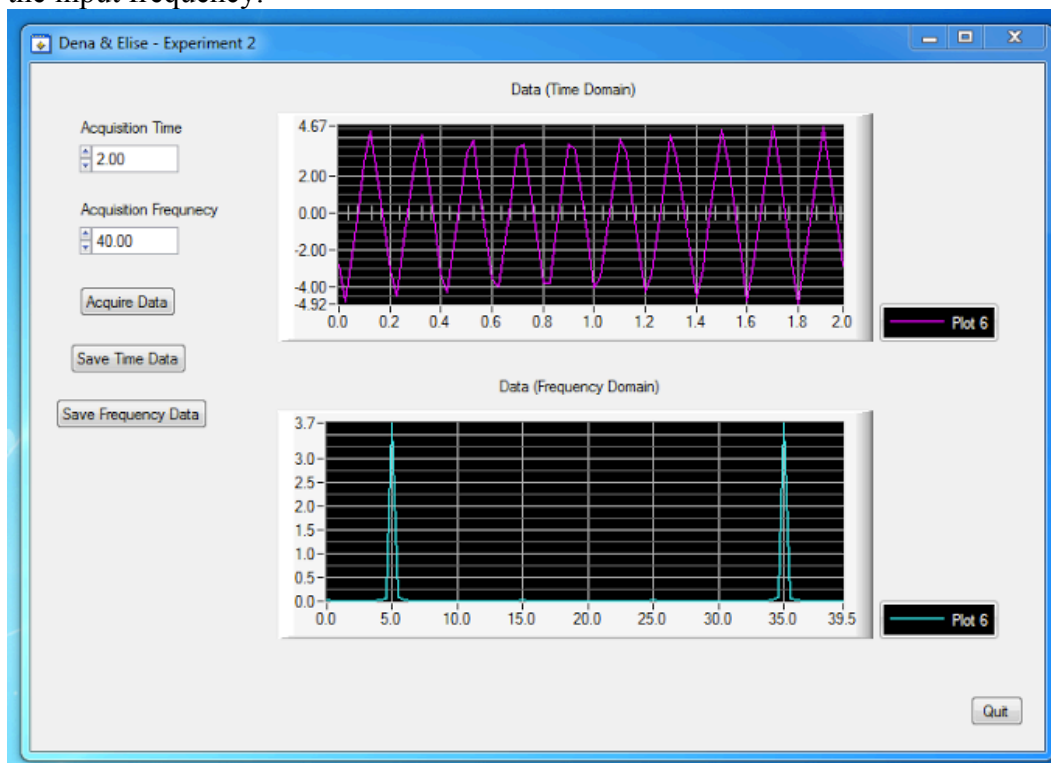 the input frequency.
Dena & Elise - Experiment 2
Data (Time Domain)
Acquisition Time
2.00
Acquisition Frequnecy
40.00
Acquire Data
Save Time Data
Save Frequency Data
4.67
2.00
0.00
-2.00
-4.00
-4.92
0.0 0.2 0.4 0.6 0.8 1.0 1.2 1.4 1.6 1.8 2.0
Plot 6
Data (Frequency Domain)
3.7
3.0
2.5
2.0
1.5
1.0
0.5
0.0
0.0 5.0 10.0 15.0 20.0 25.0 30.0 35.0 39.5
Plot 6
Quit